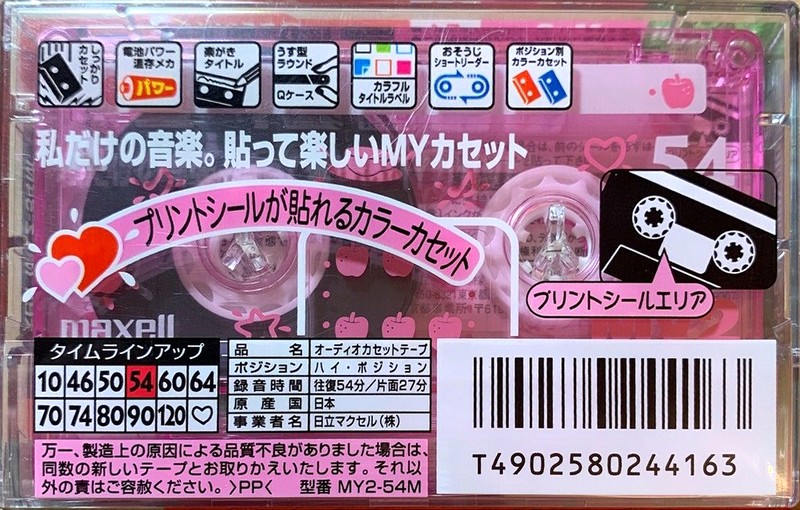 しっかり
カセット
電池パワー
温存メカ
パワー
楽がき
タイトル
うす型
ラウンド
Qケース
カラフル
タイトルラベル
おそうじ
ショートリーダー
ポジション別
カラーカセット
私だけの音楽。貼って楽しいMYカセット
54
プリントシールが貼れるカラーカセット
プリントシールエリア
maxell
MY2
タイムラインアップ
10 46 50 54 60 64
70 74 80 90 120 ♡
品名 オーディオカセットテープ
ポジション ハイ・ポジション
録音時間 往復54分/片面27分
原産国 日本
事業者名 日立マクセル(株)
万一、製造上の原因による品質不良がありました場合は、
同数の新しいテープとお取りかえいたします。それ以
外の責はご容赦ください。 〉PP〈 型番 MY2-54M
T4902580244163